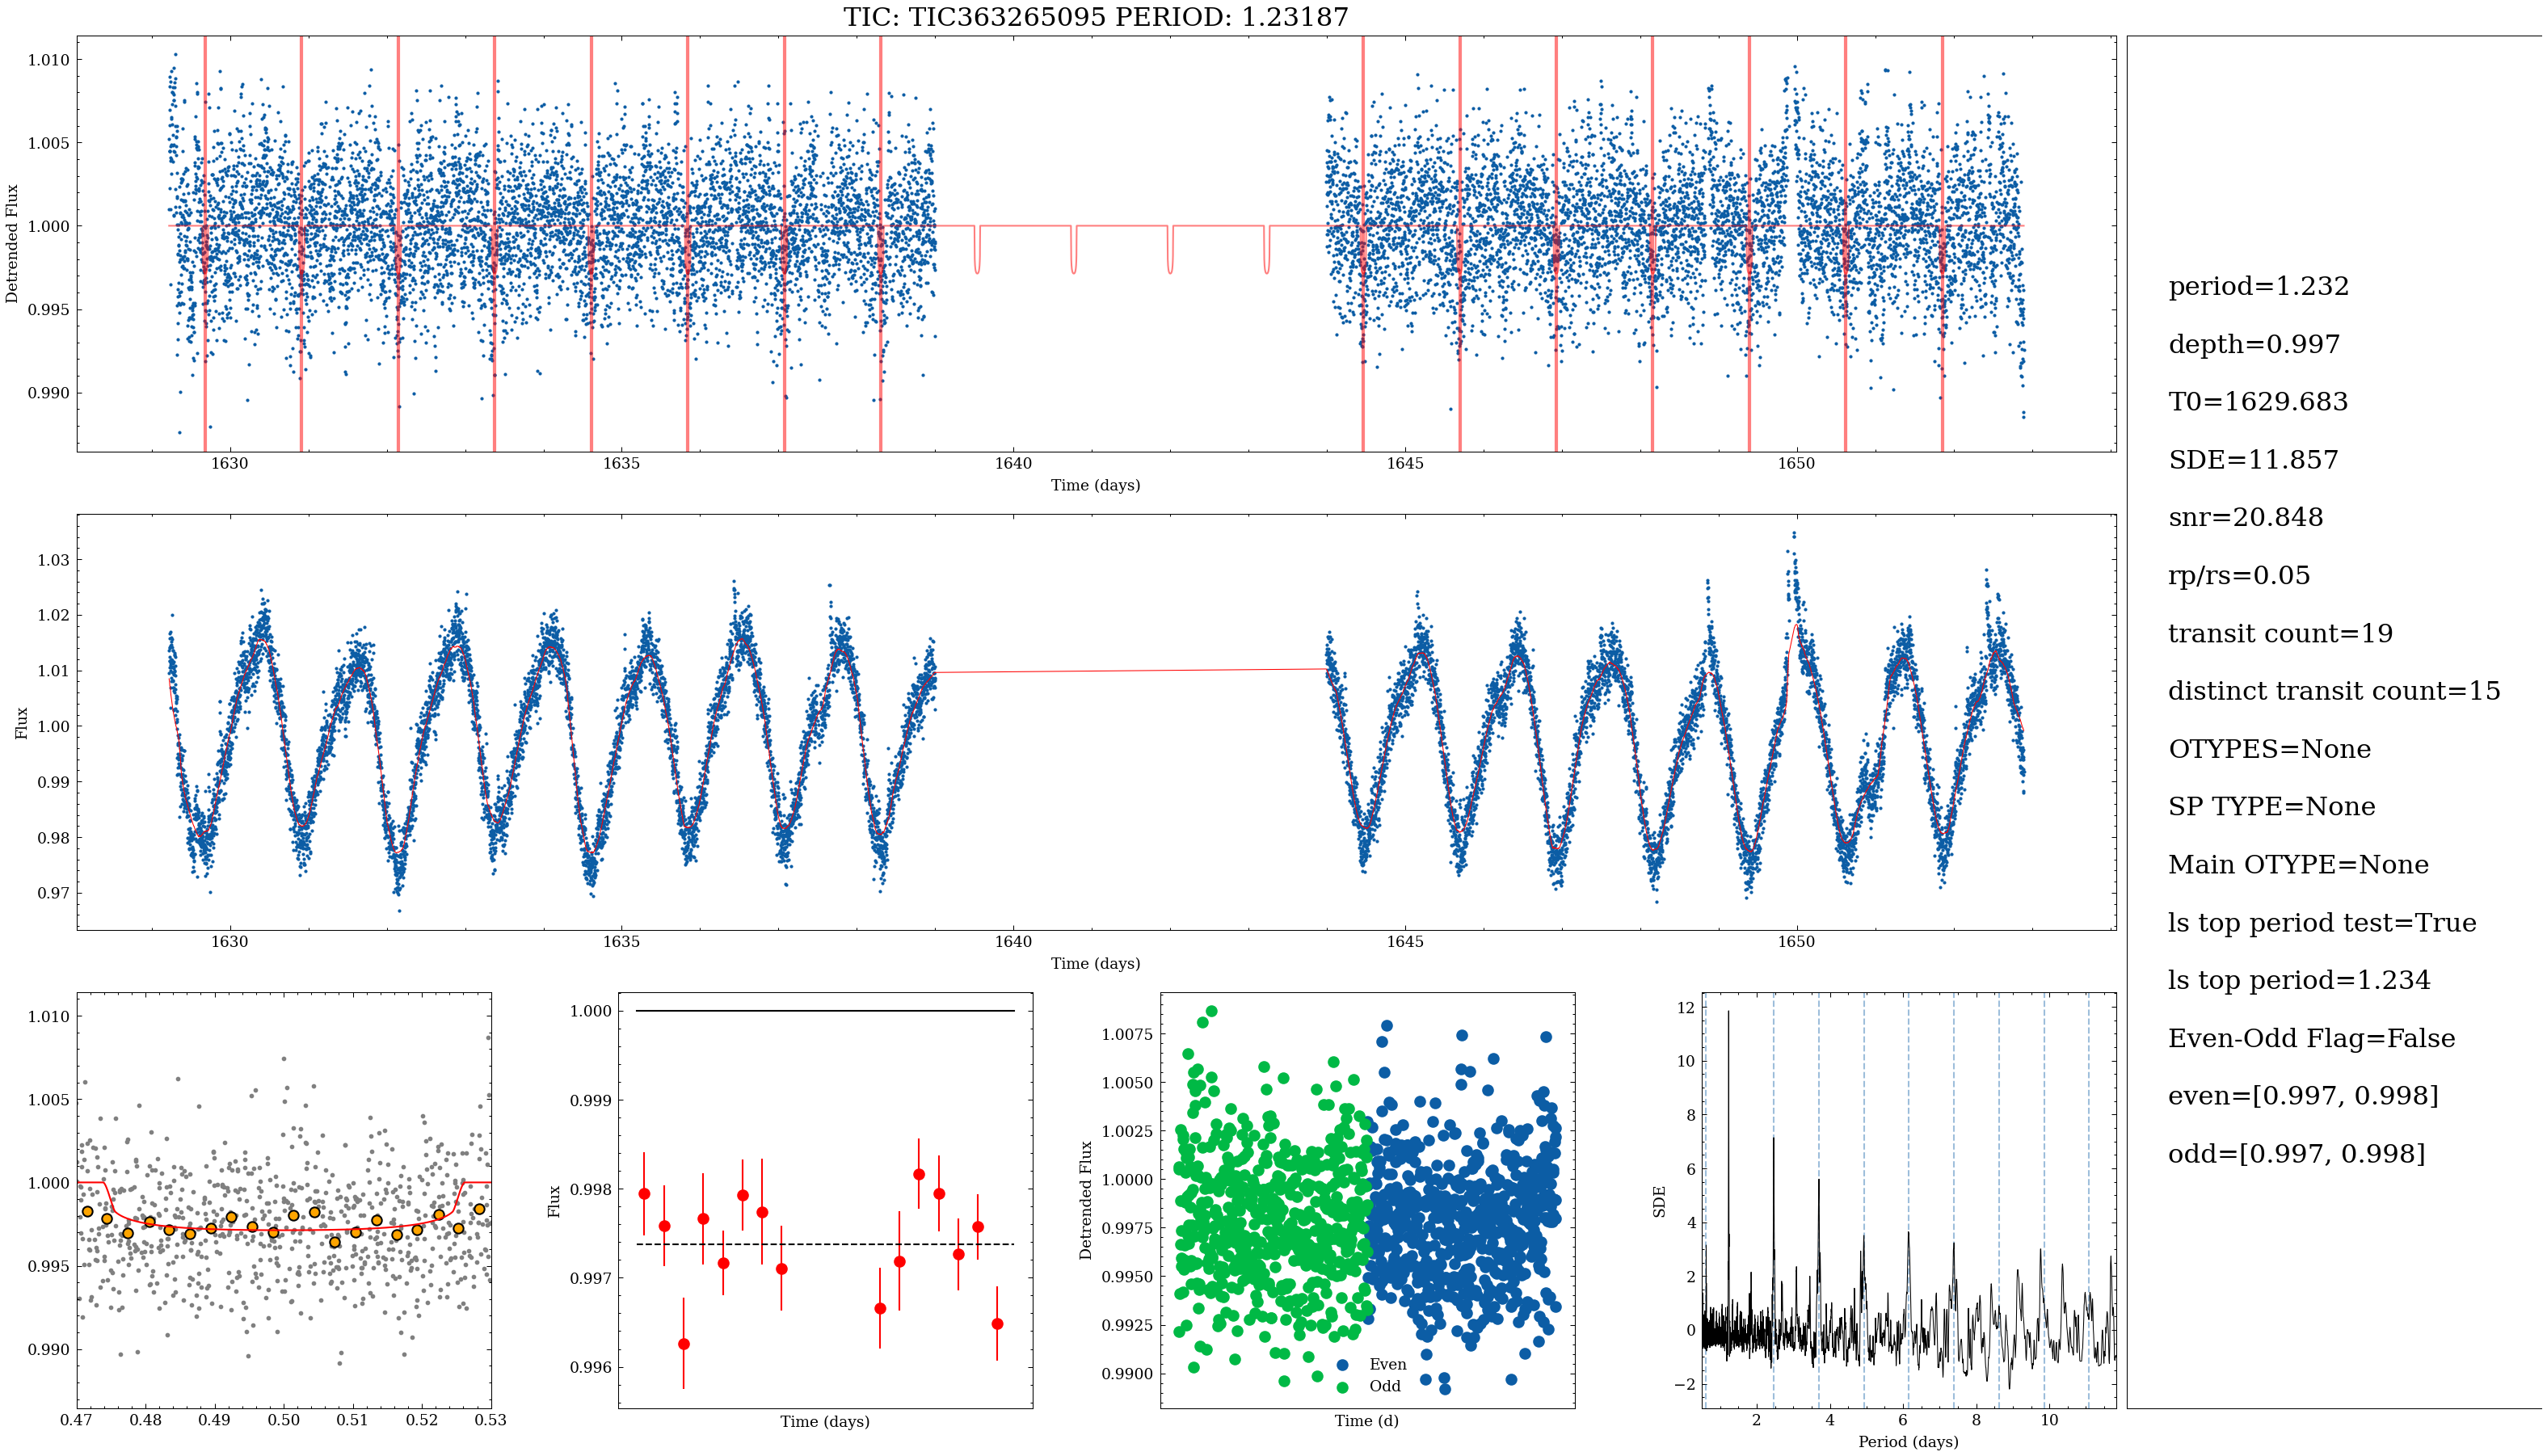 TIC: TIC363265095 PERIOD: 1.23187
1.010
1.005
1.000
0.995
0.990
Detrended Flux
1630
1635
1640
1645
1650
Time (days)
1.03
1.02
1.01
1.00
0.99
0.98
0.97
Flux
1630
1635
1640
1645
1650
Time (days)
1.010
1.005
1.000
0.995
0.990
0.47
0.48
0.49
0.50
0.51
0.52
0.53
1.000
0.999
0.998
0.997
0.996
Flux
Time (days)
1.0075
1.0050
1.0025
1.0000
0.9975
0.9950
0.9925
0.9900
Detrended Flux
Even
Odd
Time (d)
12
10
8
6
4
2
0
−2
SDE
2
4
6
8
10
Period (days)
period=1.232
depth=0.997
T0=1629.683
SDE=11.857
snr=20.848
rp/rs=0.05
transit count=19
distinct transit count=15
OTYPES=None
SP TYPE=None
Main OTYPE=None
ls top period test=True
ls top period=1.234
Even-Odd Flag=False
even=[0.997, 0.998]
odd=[0.997, 0.998]